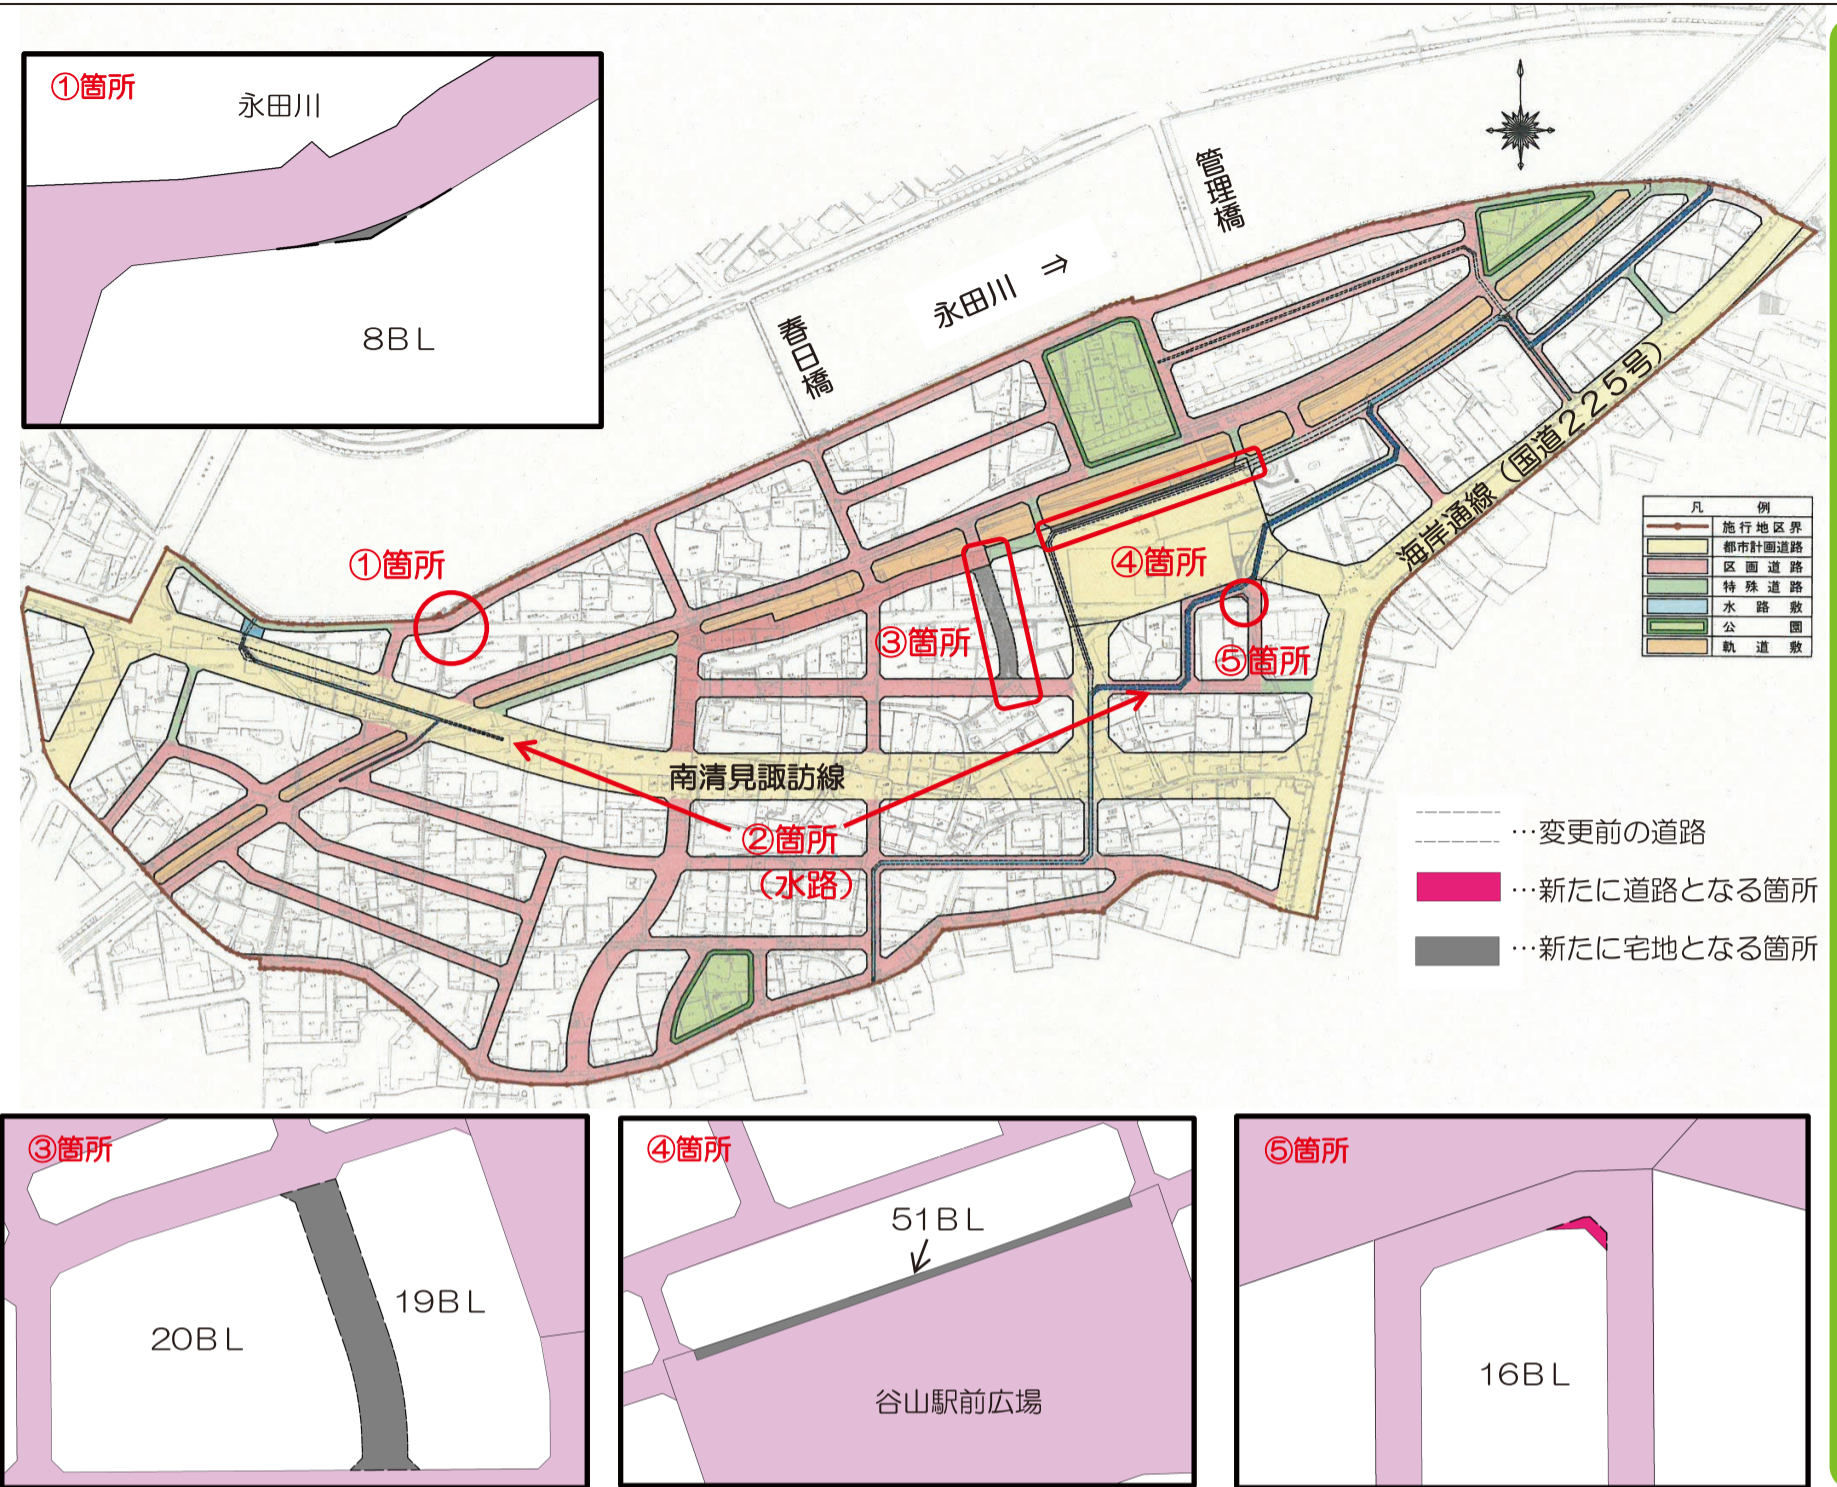 ①箇所
永田川
8BL
管理橋
永田川 ⇒
春日橋
海岸通線(国道225号)
凡例
施行地区界
都市計画道路
区画道路
特殊道路
水路敷
公園
軌道敷
①箇所
④箇所
③箇所
⑤箇所
南清見諏訪線
②箇所
(水路)
…変更前の道路
…新たに道路となる箇所
…新たに宅地となる箇所
③箇所
20BL
19BL
④箇所
51BL
谷山駅前広場
⑤箇所
16BL